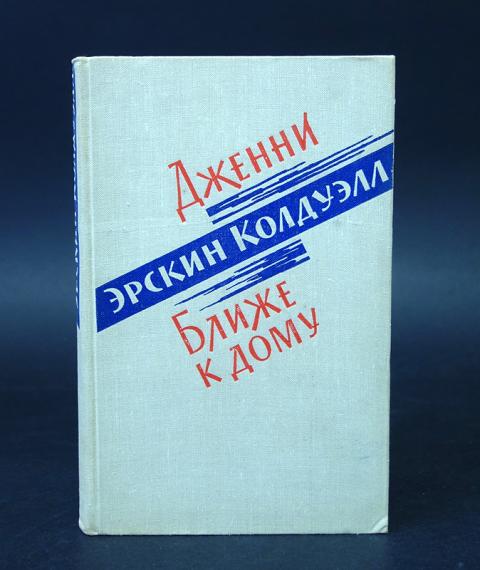 Дженни
Эрскин Колдуэлл
Ближе
к дому